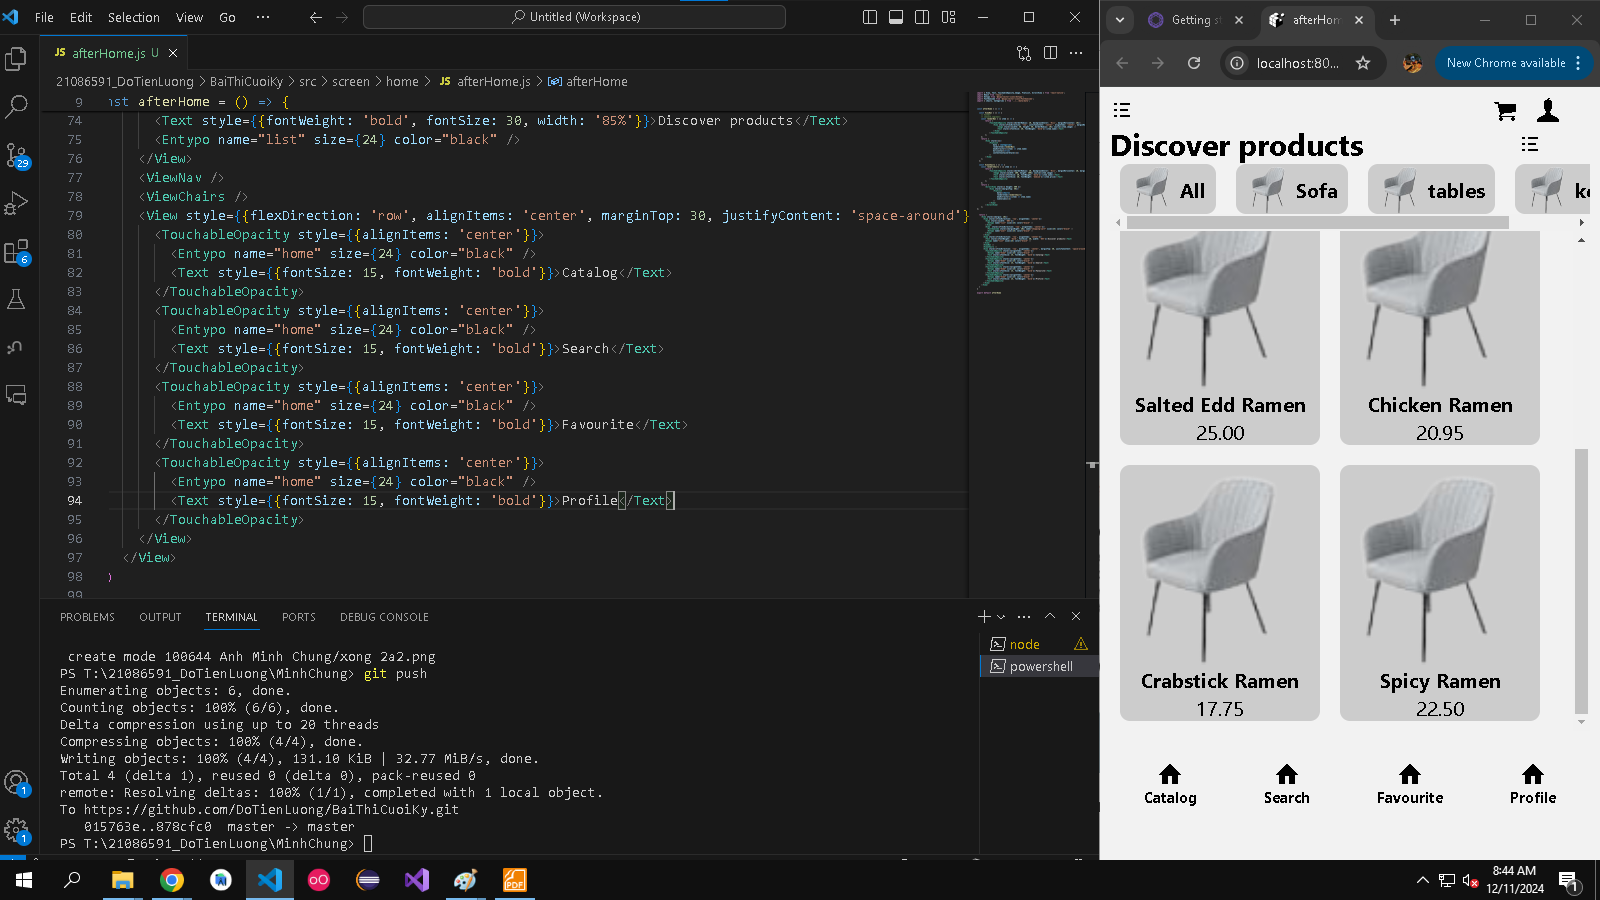 File Edit Selection View Go ··· Untitled (Workspace)
JS afterHome.js U
21086591_DoTienLuong > BaiThiCuoiKy > src > screen > home > JS afterHome.js > afterHome
9 nst afterHome = () => {
74 <Text style={{fontWeight: 'bold', fontSize: 30, width: '85%'}}>Discover products</Text>
75 <Entypo name="list" size={24} color="black" />
76 </View>
77 <ViewNav />
78 <ViewChairs />
79 <View style={{flexDirection: 'row', alignItems: 'center', marginTop: 30, justifyContent: 'space-around'}
80 <TouchableOpacity style={{alignItems: 'center'}}>
81 <Entypo name="home" size={24} color="black" />
82 <Text style={{fontSize: 15, fontWeight: 'bold'}}>Catalog</Text>
83 </TouchableOpacity>
84 <TouchableOpacity style={{alignItems: 'center'}}>
85 <Entypo name="home" size={24} color="black" />
86 <Text style={{fontSize: 15, fontWeight: 'bold'}}>Search</Text>
87 </TouchableOpacity>
88 <TouchableOpacity style={{alignItems: 'center'}}>
89 <Entypo name="home" size={24} color="black" />
90 <Text style={{fontSize: 15, fontWeight: 'bold'}}>Favourite</Text>
91 </TouchableOpacity>
92 <TouchableOpacity style={{alignItems: 'center'}}>
93 <Entypo name="home" size={24} color="black" />
94 <Text style={{fontSize: 15, fontWeight: 'bold'}}>Profile</Text>
95 </TouchableOpacity>
96 </View>
97 </View>
98 )
99
29
6
1
1
PROBLEMS OUTPUT TERMINAL PORTS DEBUG CONSOLE
node
powershell
create mode 100644 Anh Minh Chung/xong 2a2.png
PS T:\21086591_DoTienLuong\MinhChung> git push
Enumerating objects: 6, done.
Counting objects: 100% (6/6), done.
Delta compression using up to 20 threads
Compressing objects: 100% (4/4), done.
Writing objects: 100% (4/4), 131.10 KiB | 32.77 MiB/s, done.
Total 4 (delta 1), reused 0 (delta 0), pack-reused 0
remote: Resolving deltas: 100% (1/1), completed with 1 local object.
To https://github.com/DoTienLuong/BaiThiCuoiKy.git
015763e..878cfc0 master -> master
PS T:\21086591_DoTienLuong\MinhChung>
Getting s afterHom
localhost:80... New Chrome available
Discover products
All Sofa tables ke
Salted Edd Ramen
25.00
Chicken Ramen
20.95
Crabstick Ramen
17.75
Spicy Ramen
22.50
Catalog Search Favourite Profile
8:44 AM
12/11/2024
1